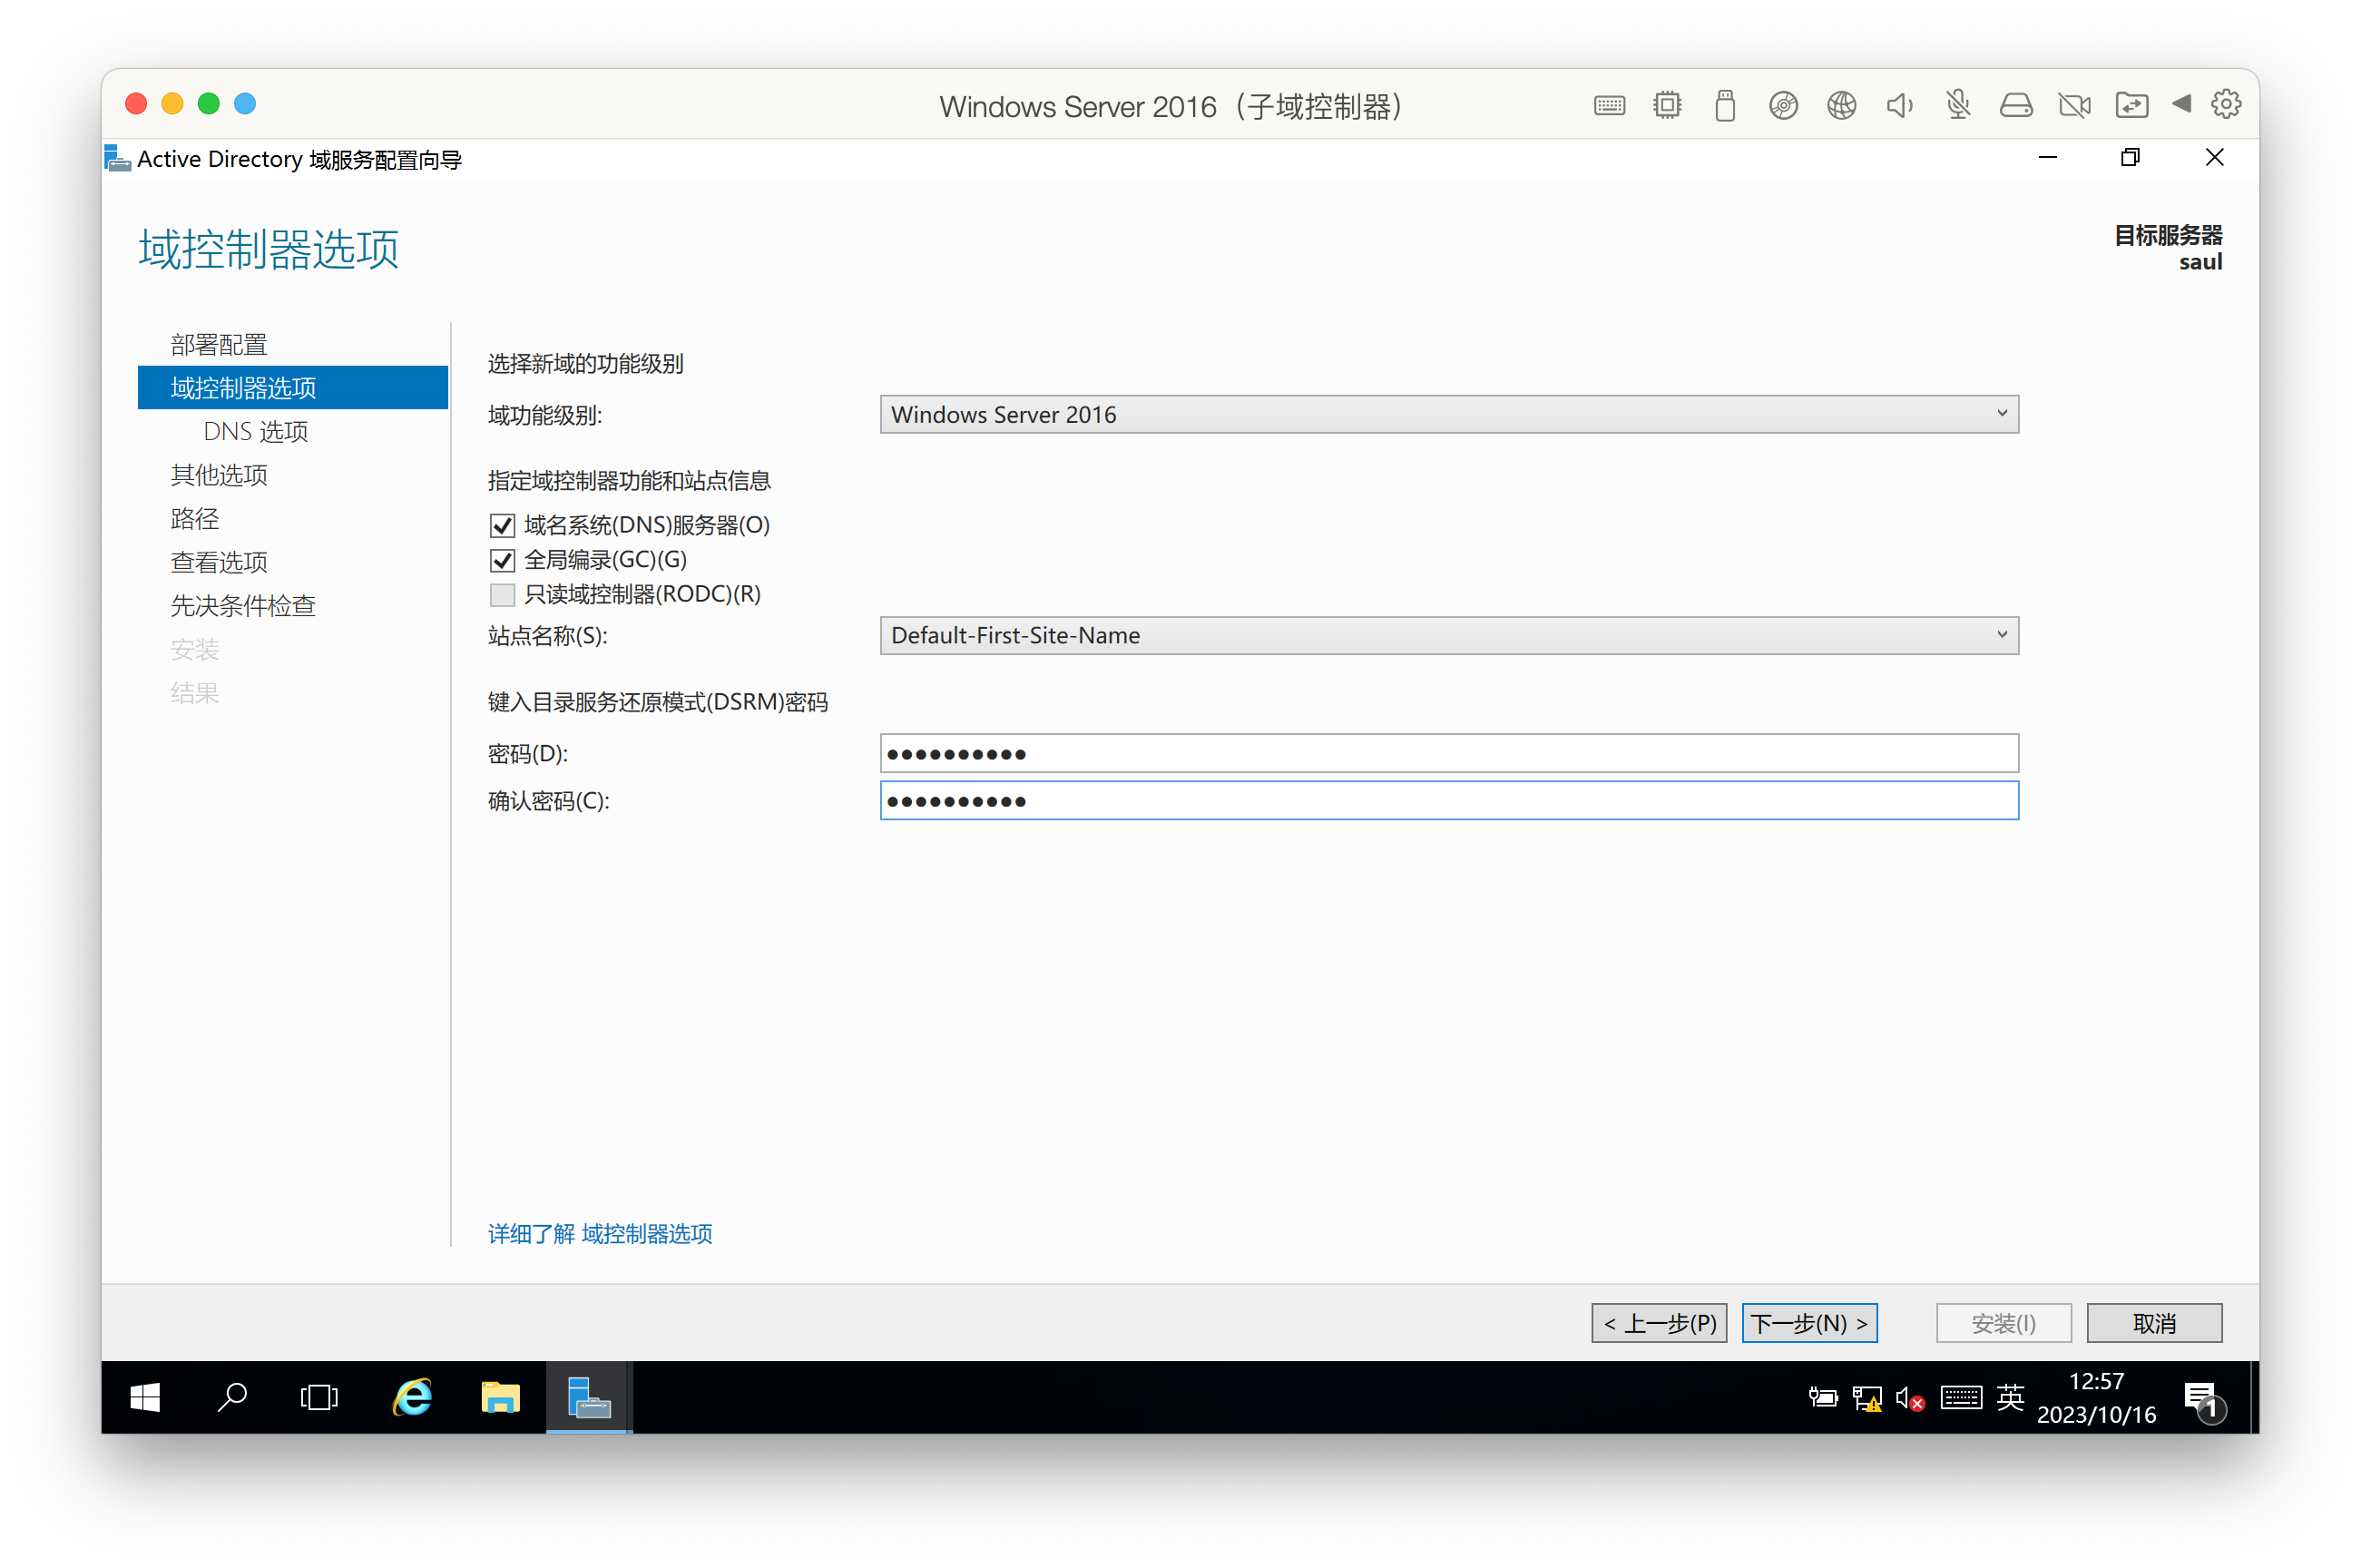 Windows Server 2016（子域控制器）
Active Directory 域服务配置向导
域控制器选项
目标服务器
saul
部署配置
域控制器选项
DNS 选项
其他选项
路径
查看选项
先决条件检查
安装
结果
选择新域的功能级别
域功能级别:
Windows Server 2016
指定域控制器功能和站点信息
域名系统(DNS)服务器(O)
全局编录(GC)(G)
只读域控制器(RODC)(R)
站点名称(S):
Default-First-Site-Name
键入目录服务还原模式(DSRM)密码
密码(D):
●●●●●●●●●●
确认密码(C):
●●●●●●●●●●
详细了解 域控制器选项
< 上一步(P)
下一步(N) >
安装(I)
取消
英
12:57
2023/10/16
1